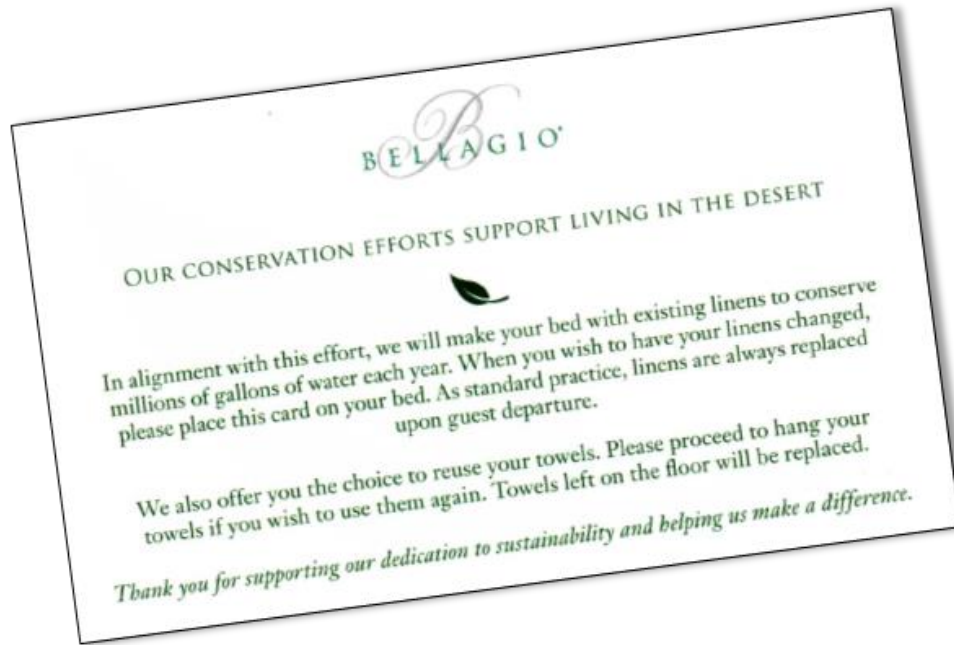 BELLAGIO®
OUR CONSERVATION EFFORTS SUPPORT LIVING IN THE DESERT
In alignment with this effort, we will make your bed with existing linens to conserve
millions of gallons of water each year. When you wish to have your linens changed,
please place this card on your bed. As standard practice, linens are always replaced
upon guest departure.
We also offer you the choice to reuse your towels. Please proceed to hang your
towels if you wish to use them again. Towels left on the floor will be replaced.
Thank you for supporting our dedication to sustainability and helping us make a difference.